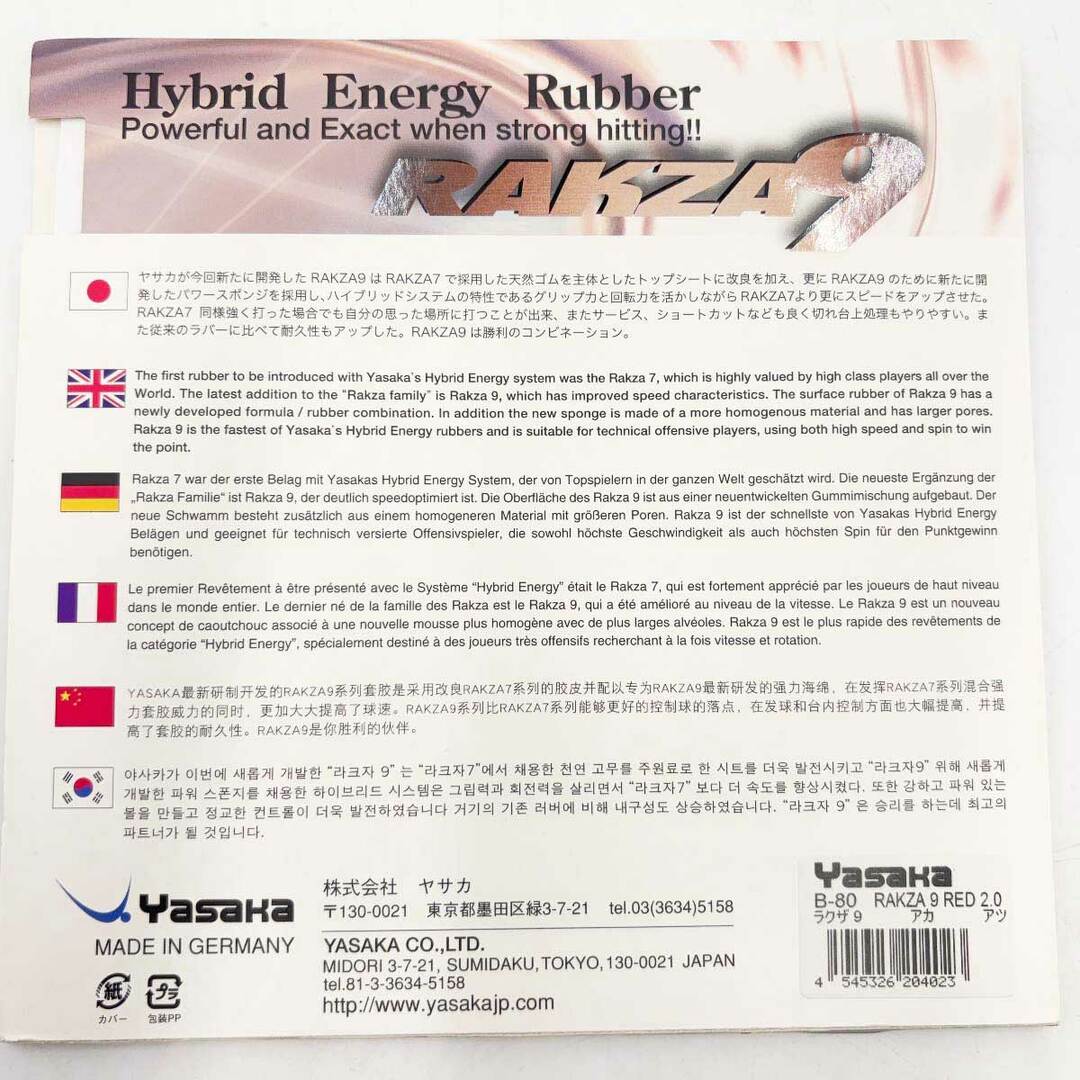 Hybrid Energy Rubber
Powerful and Exact when strong hitting!!
RAKZA9
ヤサカが今回新たに開発した RAKZA9 は RAKZA7 で採用した天然ゴムを主体としたトップシートに改良を加え、更に RAKZA9 のために新たに開
発したパワースポンジを採用し、ハイブリッドシステムの特性であるグリップ力と回転力を活かしながら RAKZA7より更にスピードをアップさせた。
RAKZA7 同様強く打った場合でも自分の思った場所に打つことが出来、またサービス、ショートカットなども良く切れ台上処理もやりやすい。ま
た従来のラバーに比べて耐久性もアップした。RAKZA9 は勝利のコンビネーション。
The first rubber to be introduced with Yasaka`s Hybrid Energy system was the Rakza 7, which is highly valued by high class players all over the
World. The latest addition to the "Rakza family" is Rakza 9, which has improved speed characteristics. The surface rubber of Rakza 9 has a
newly developed formula / rubber combination. In addition the new sponge is made of a more homogenous material and has larger pores.
Rakza 9 is the fastest of Yasaka`s Hybrid Energy rubbers and is suitable for technical offensive players, using both high speed and spin to win
the point.
Rakza 7 war der erste Belag mit Yasakas Hybrid Energy System, der von Topspielern in der ganzen Welt geschätzt wird. Die neueste Ergänzung der
„Rakza Familie“ ist Rakza 9, der deutlich speedoptimiert ist. Die Oberfläche des Rakza 9 ist aus einer neuentwickelten Gummimischung aufgebaut. Der
neue Schwamm besteht zusätzlich aus einem homogeneren Material mit größeren Poren. Rakza 9 ist der schnellste von Yasakas Hybrid Energy
Belägen und geeignet für technisch versierte Offensivspieler, die sowohl höchste Geschwindigkeit als auch höchsten Spin für den Punktgewinn
benötigen.
Le premier Revêtement à être présenté avec le Système “Hybrid Energy” était le Rakza 7, qui est fortement apprécié par les joueurs de haut niveau
dans le monde entier. Le dernier né de la famille des Rakza est le Rakza 9, qui a été amélioré au niveau de la vitesse. Le Rakza 9 est un nouveau
concept de caoutchouc associé à une nouvelle mousse plus homogène avec de plus larges alvéoles. Rakza 9 est le plus rapide des revêtements de
la catégorie “Hybrid Energy”, spécialement destiné à des joueurs très offensifs recherchant à la fois vitesse et rotation.
YASAKA最新研制开发的RAKZA9系列套胶是采用改良RAKZA7系列的胶皮并配以专为RAKZA9最新研发的强力海绵，在发挥RAKZA7系列混合强
力套胶威力的同时，更加大大提高了球速。RAKZA9系列比RAKZA7系列能够更好的控制球的落点，在发球和台内控制方面也大幅提高，并提
高了套胶的耐久性。RAKZA9是你胜利的伙伴。
야사카가 이번에 새롭게 개발한 “라크자 9” 는 “라크자7”에서 채용한 천연 고무를 주원료로 한 시트를 더욱 발전시키고 “라크자9” 위해 새롭게
개발한 파워 스폰지를 채용한 하이브리드 시스템은 그립력과 회전력을 살리면서 “라크자7” 보다 더 속도를 향상시켰다. 또한 강하고 파워 있는
볼을 만들고 정교한 컨트롤이 더욱 발전하였습니다 거기의 기존 러버에 비해 내구성도 상승하였습니다. “라크자 9” 은 승리를 하는데 최고의
파트너가 될 것입니다.
Yasaka
MADE IN GERMANY
紙
カバー
プラ
包装PP
株式会社 ヤサカ
〒130-0021 東京都墨田区緑3-7-21 tel.03(3634)5158
YASAKA CO.,LTD.
MIDORI 3-7-21, SUMIDAKU,TOKYO,130-0021 JAPAN
tel.81-3-3634-5158
http://www.yasakajp.com
Yasaka
B-80 RAKZA 9 RED 2.0
ラクザ 9 アカ アツ
4 545326 204023